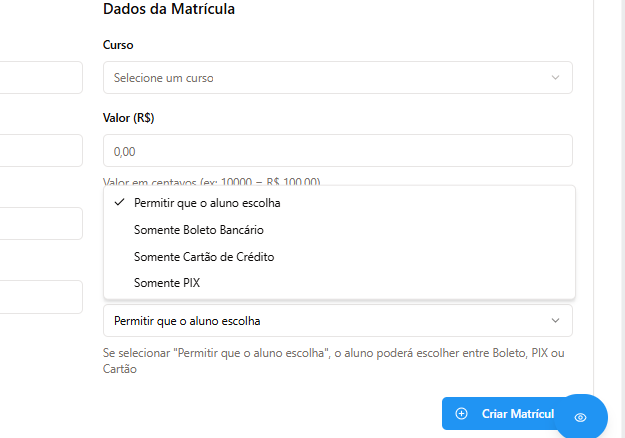 Dados da Matrícula
Curso
Selecione um curso
Valor (R$)
0,00
Valor em centavos (ex: 10000 = R$ 100,00)
Permitir que o aluno escolha
Somente Boleto Bancário
Somente Cartão de Crédito
Somente PIX
Permitir que o aluno escolha
Se selecionar "Permitir que o aluno escolha", o aluno poderá escolher entre Boleto, PIX ou
Cartão
Criar Matrícul